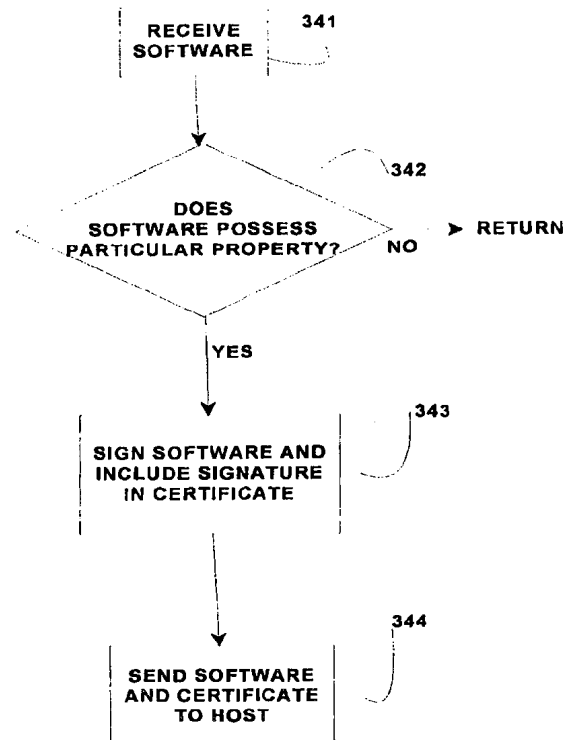 RECEIVE
SOFTWARE
341
342
DOES
SOFTWARE POSSESS
PARTICULAR PROPERTY?
NO
RETURN
YES
343
SIGN SOFTWARE AND
INCLUDE SIGNATURE
IN CERTIFICATE
344
SEND SOFTWARE
AND CERTIFICATE
TO HOST